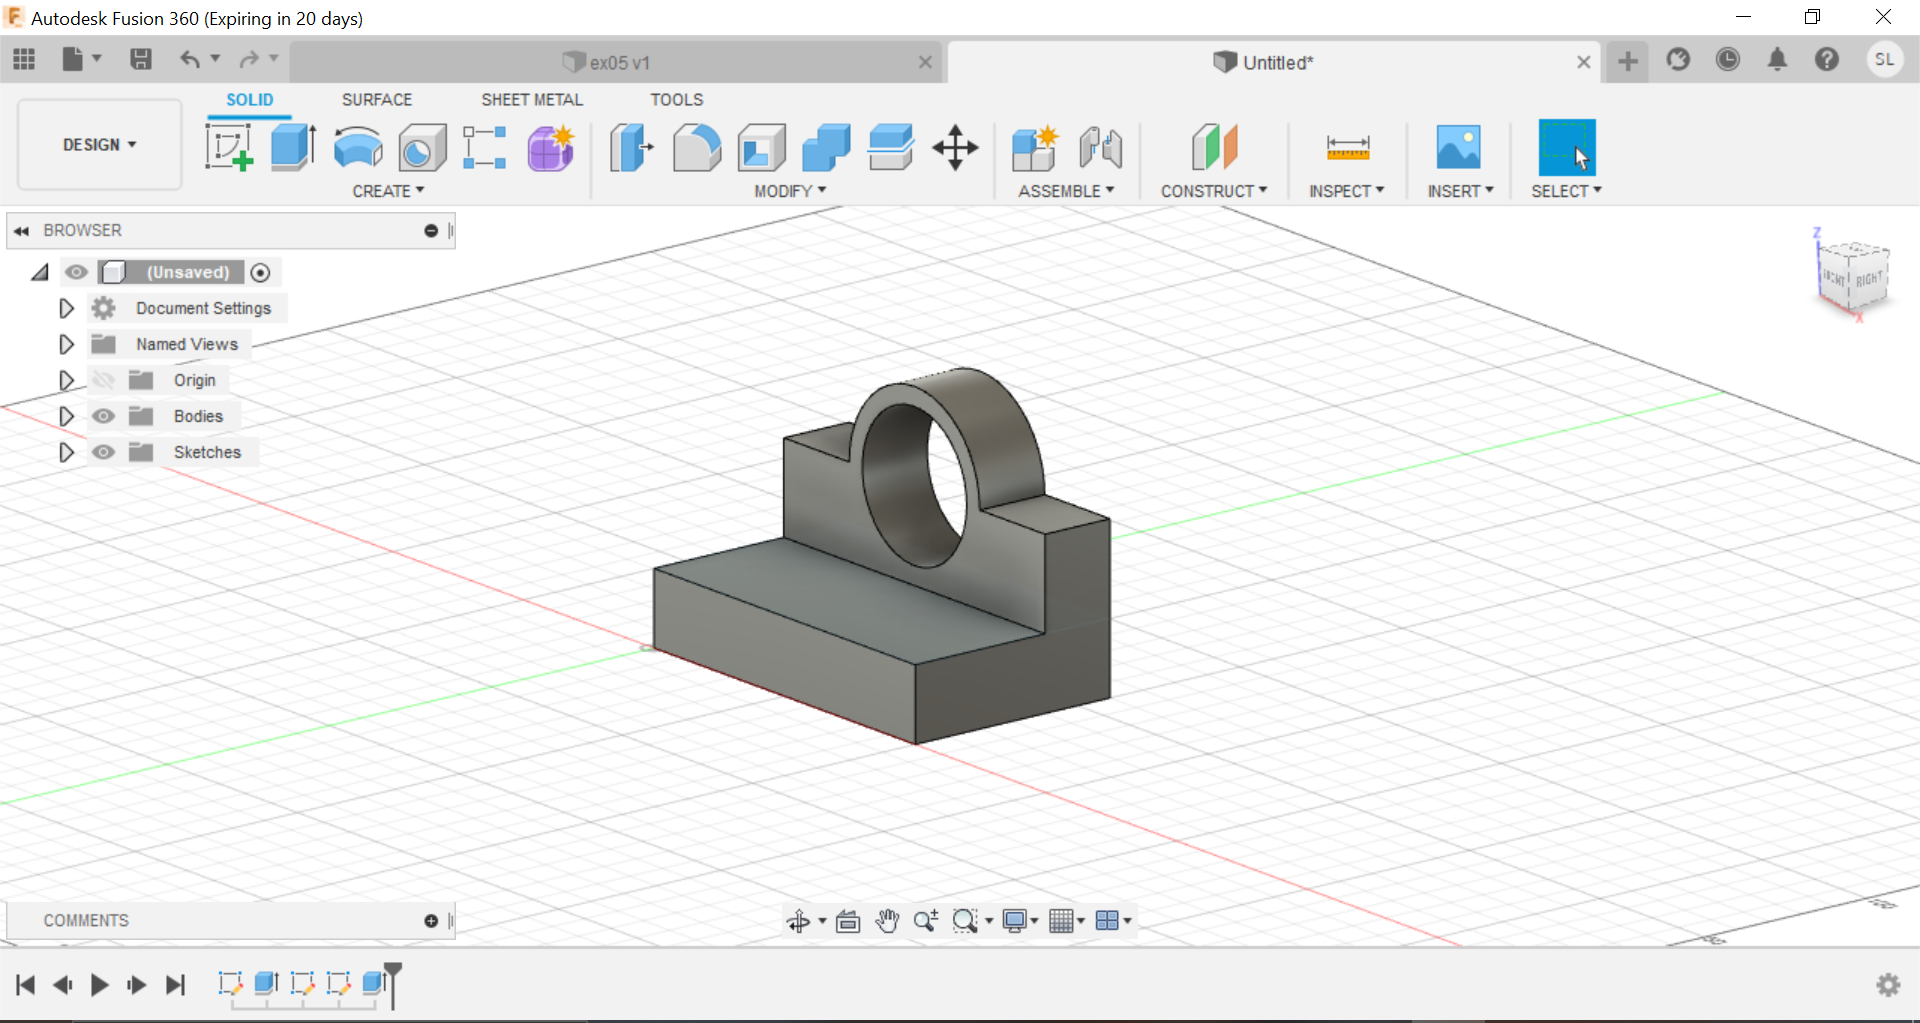 Autodesk Fusion 360 (Expiring in 20 days)
ex05 v1
Untitled*
SL
SOLID
SURFACE
SHEET METAL
TOOLS
DESIGN
CREATE
MODIFY
ASSEMBLE
CONSTRUCT
INSPECT
INSERT
SELECT
BROWSER
(Unsaved)
Document Settings
Named Views
Origin
Bodies
Sketches
Z
FRONT
RIGHT
X
COMMENTS